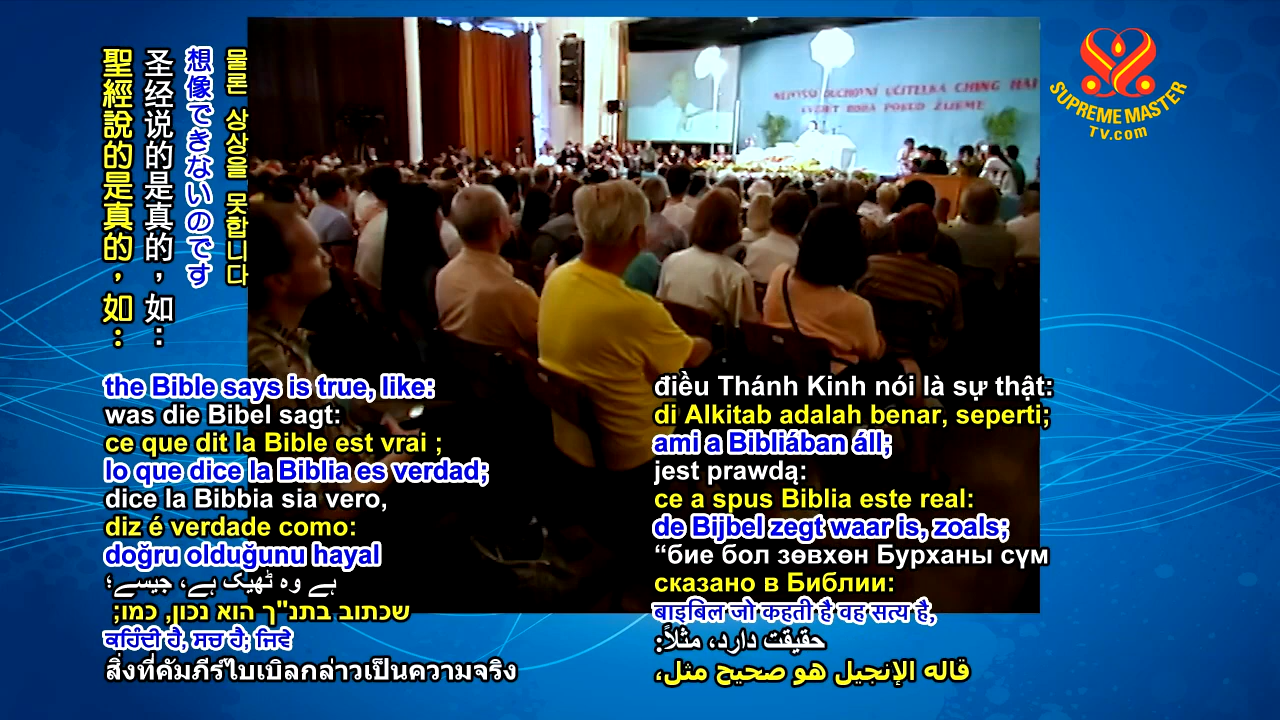 聖經說的是真的，如：
圣经说的是真的，如：
想像できないのです
물론 상상을 못합니다
NEJVYŠŠÍ DUCHOVNÍ UČITELKA CHING HAI
POKUD ŽIJEME
SUPREME MASTER
TV.com
the Bible says is true, like:
was die Bibel sagt:
ce que dit la Bible est vrai ;
lo que dice la Biblia es verdad;
dice la Bibbia sia vero,
diz é verdade como:
doğru olduğunu hayal
ہے وہ ٹھیک ہے، جیسے؛
שכתוב בתנ"ך הוא נכון, כמו;
ਕਹਿੰਦੀ ਹੈ, ਸਚ ਹੈ; ਜਿਵੇ
สิ่งที่คัมภีร์ไบเบิลกล่าวเป็นความจริง
điều Thánh Kinh nói là sự thật:
di Alkitab adalah benar, seperti;
ami a Bibliában áll;
jest prawdą:
ce a spus Biblia este real:
de Bijbel zegt waar is, zoals;
“бие бол зөвхөн Бурханы сүм
сказано в Библии:
बाइबिल जो कहती है वह सत्य है,
حقیقت دارد، مثلاً:
قاله الإنجيل هو صحيح مثل،